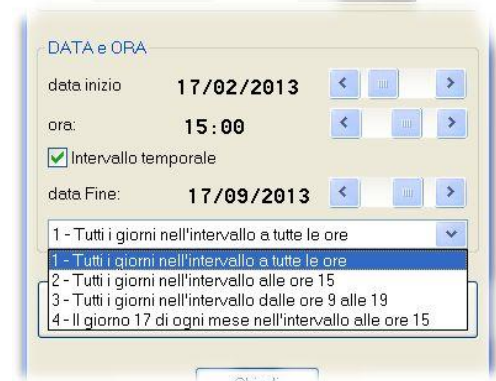 DATA e ORA
data inizio 17/02/2013
ora: 15:00
Intervallo temporale
data Fine: 17/09/2013
1 - Tutti i giorni nell'intervallo a tutte le ore
1 - Tutti i giorni nell'intervallo a tutte le ore
2 - Tutti i giorni nell'intervallo alle ore 15
3 - Tutti i giorni nell'intervallo dalle ore 9 alle 19
4 - Il giorno 17 di ogni mese nell'intervallo alle ore 15